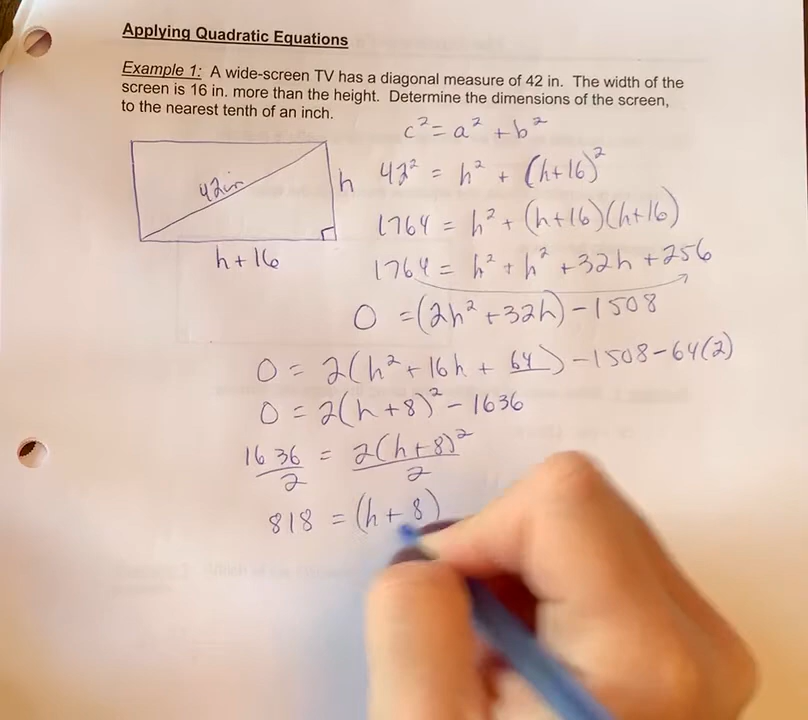 Applying Quadratic Equations
Example 1: A wide-screen TV has a diagonal measure of 42 in. The width of the
screen is 16 in. more than the height. Determine the dimensions of the screen,
to the nearest tenth of an inch.
c² = a² + b²
42in
h
h + 16
42² = h² + (h+16)²
1764 = h² + (h+16)(h+16)
1764 = h² + h² + 32h + 256
0 = (2h² + 32h) - 1508
0 = 2(h² + 16h + 64) - 1508 - 64(2)
0 = 2(h + 8)² - 1636
1636/2 = 2(h+8)²/2
818 = (h + 8)